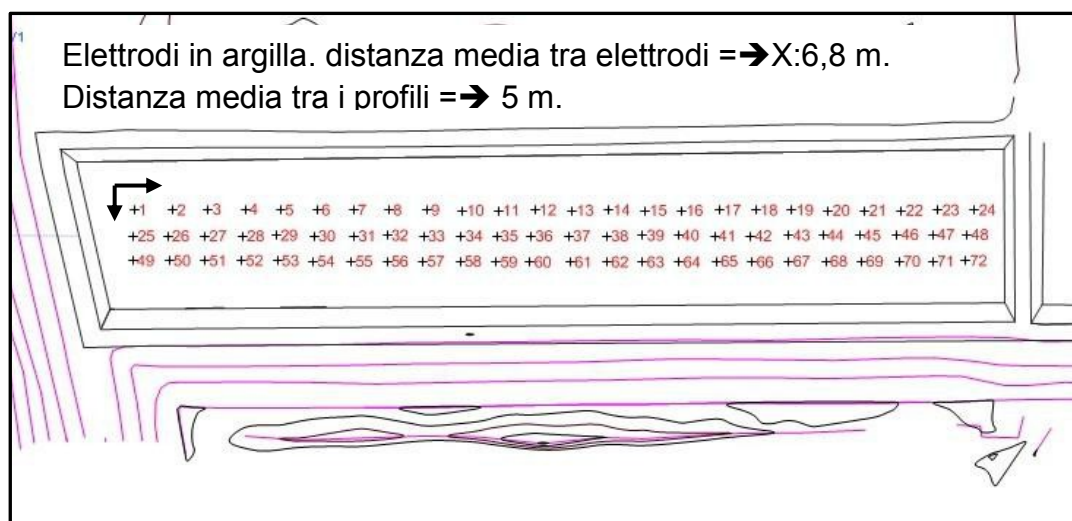 /1
Elettrodi in argilla. distanza media tra elettrodi =➔X:6,8 m.
Distanza media tra i profili =➔ 5 m.
+1 +2 +3 +4 +5 +6 +7 +8 +9 +10 +11 +12 +13 +14 +15 +16 +17 +18 +19 +20 +21 +22 +23 +24
+25 +26 +27 +28 +29 +30 +31 +32 +33 +34 +35 +36 +37 +38 +39 +40 +41 +42 +43 +44 +45 +46 +47 +48
+49 +50 +51 +52 +53 +54 +55 +56 +57 +58 +59 +60 +61 +62 +63 +64 +65 +66 +67 +68 +69 +70 +71 +72